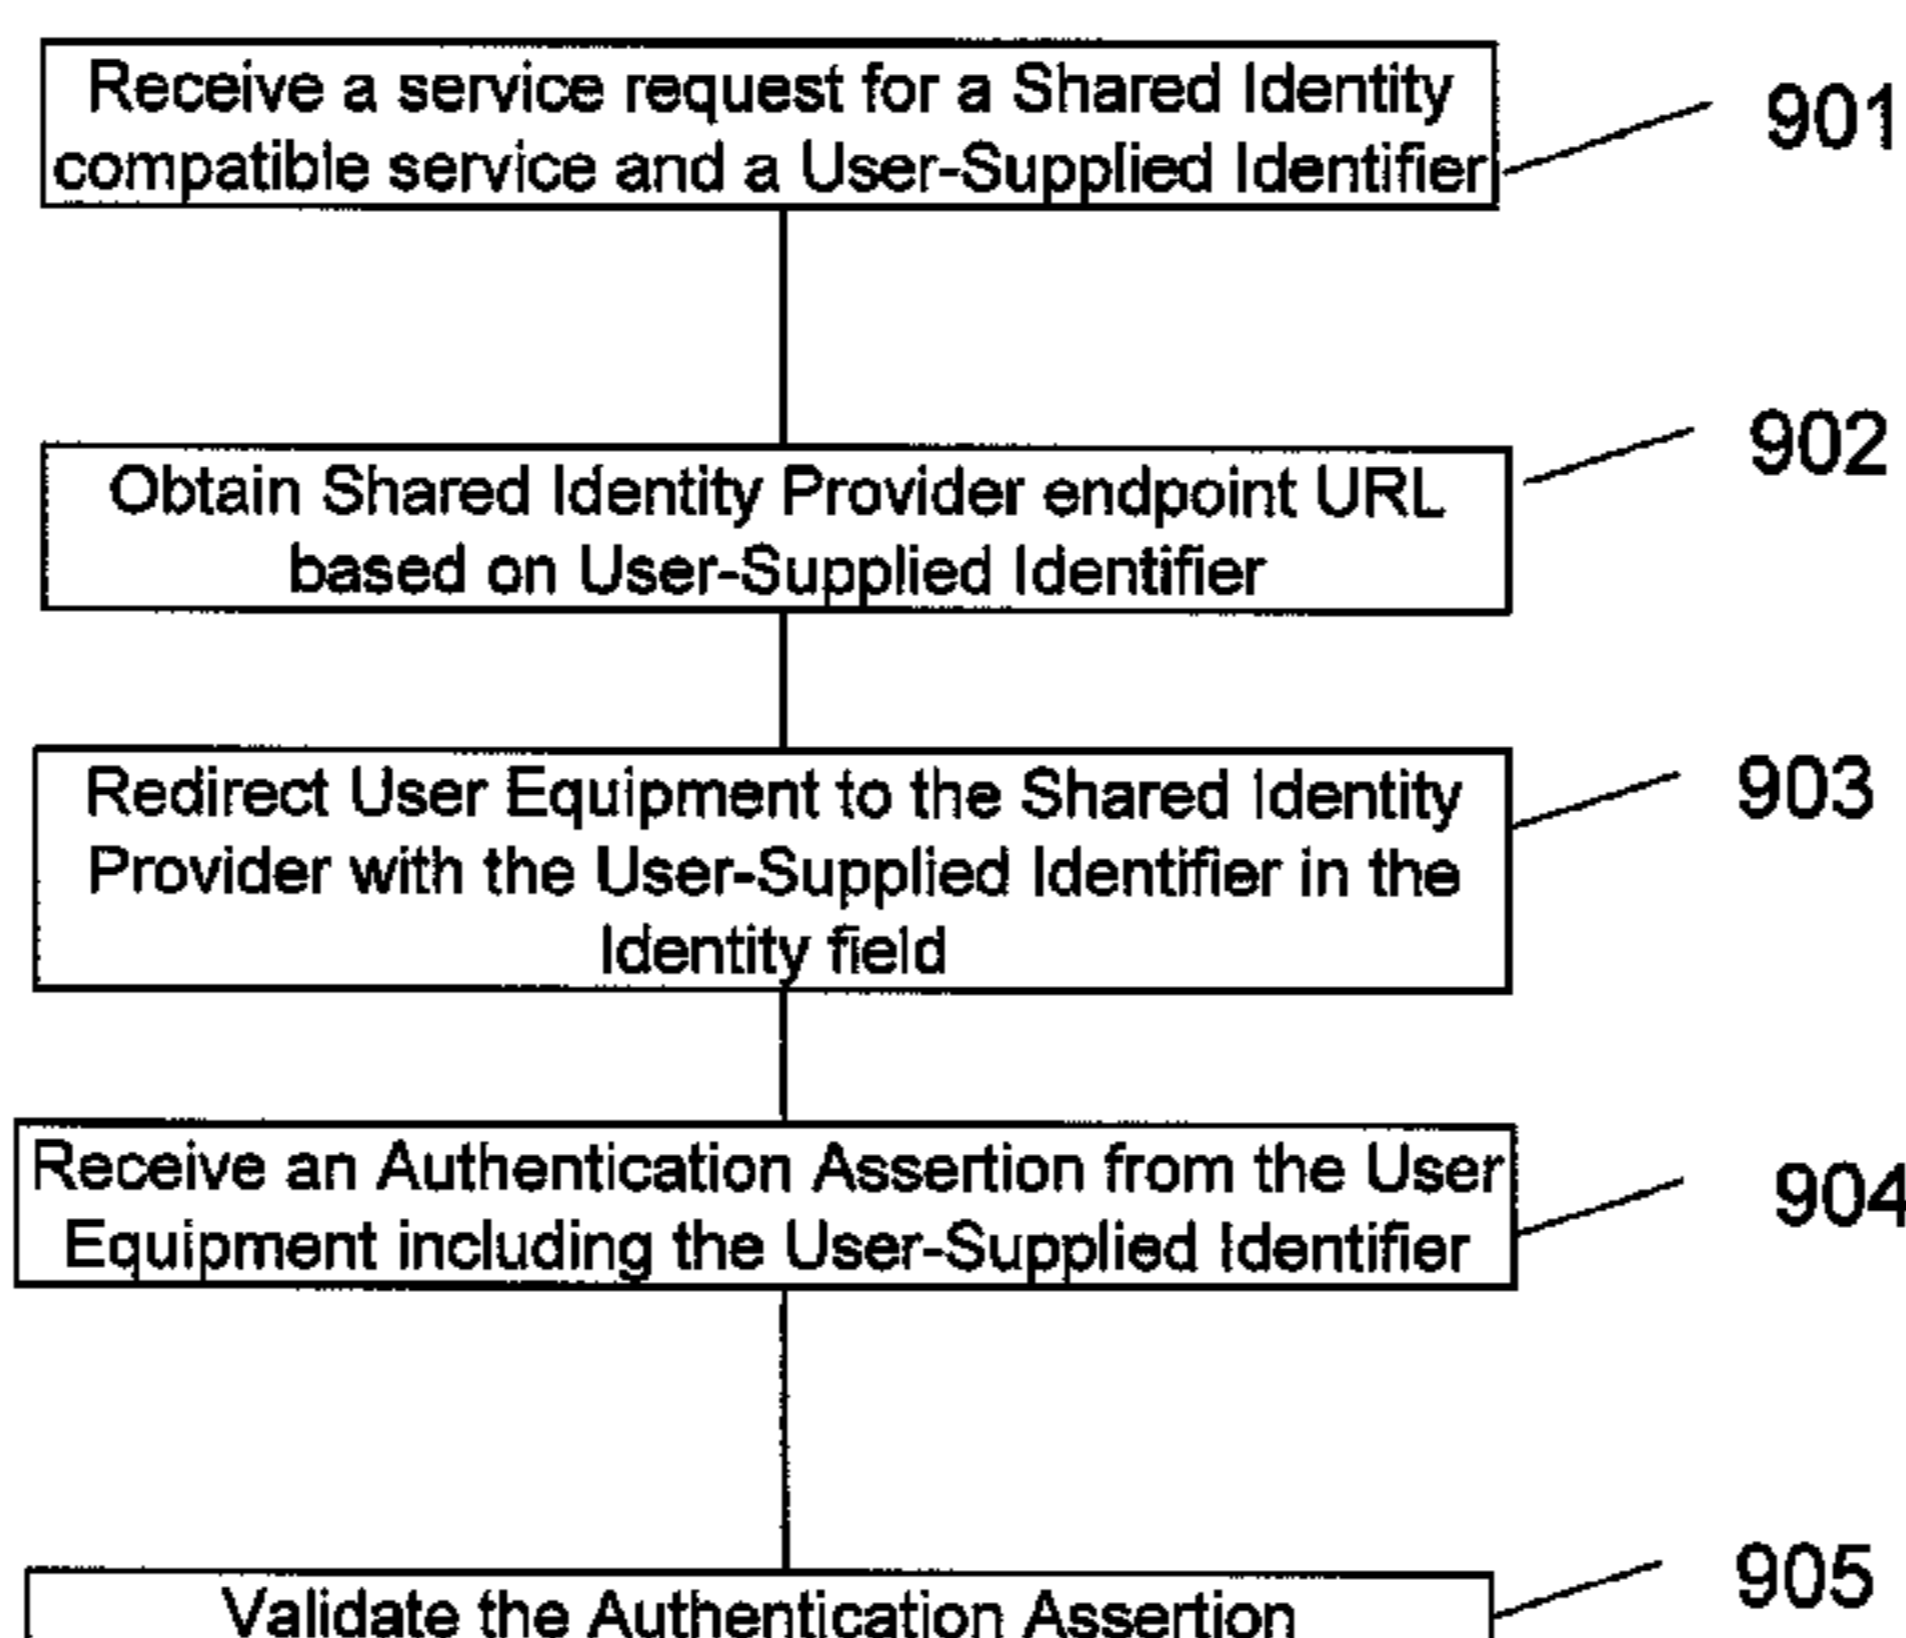 Receive a service request for a Shared Identity
compatible service and a User-Supplied Identifier
901
Obtain Shared Identity Provider endpoint URL
based on User-Supplied Identifier
902
Redirect User Equipment to the Shared Identity
Provider with the User-Supplied Identifier in the
Identity field
903
Receive an Authentication Assertion from the User
Equipment including the User-Supplied Identifier
904
Validate the Authentication Assertion
905